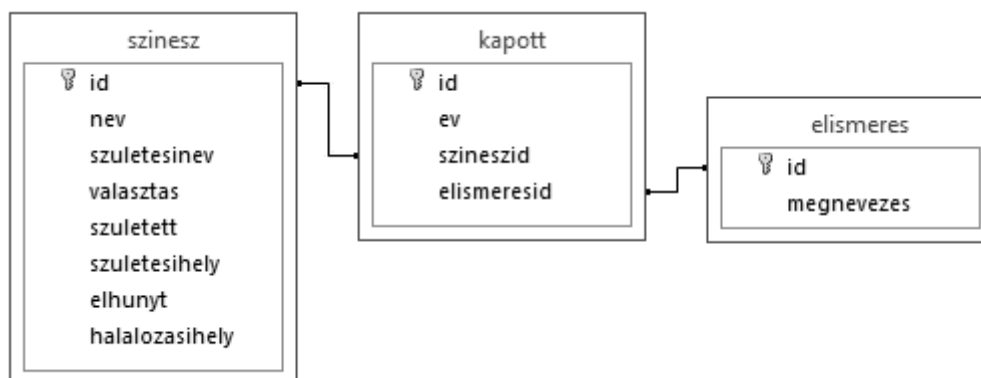 szinesz
id
nev
szuletesinev
valasztas
szuletett
szuletesihely
elhunyt
halalozasihely
kapott
id
ev
szineszid
elismeresid
elismeres
id
megnevezes